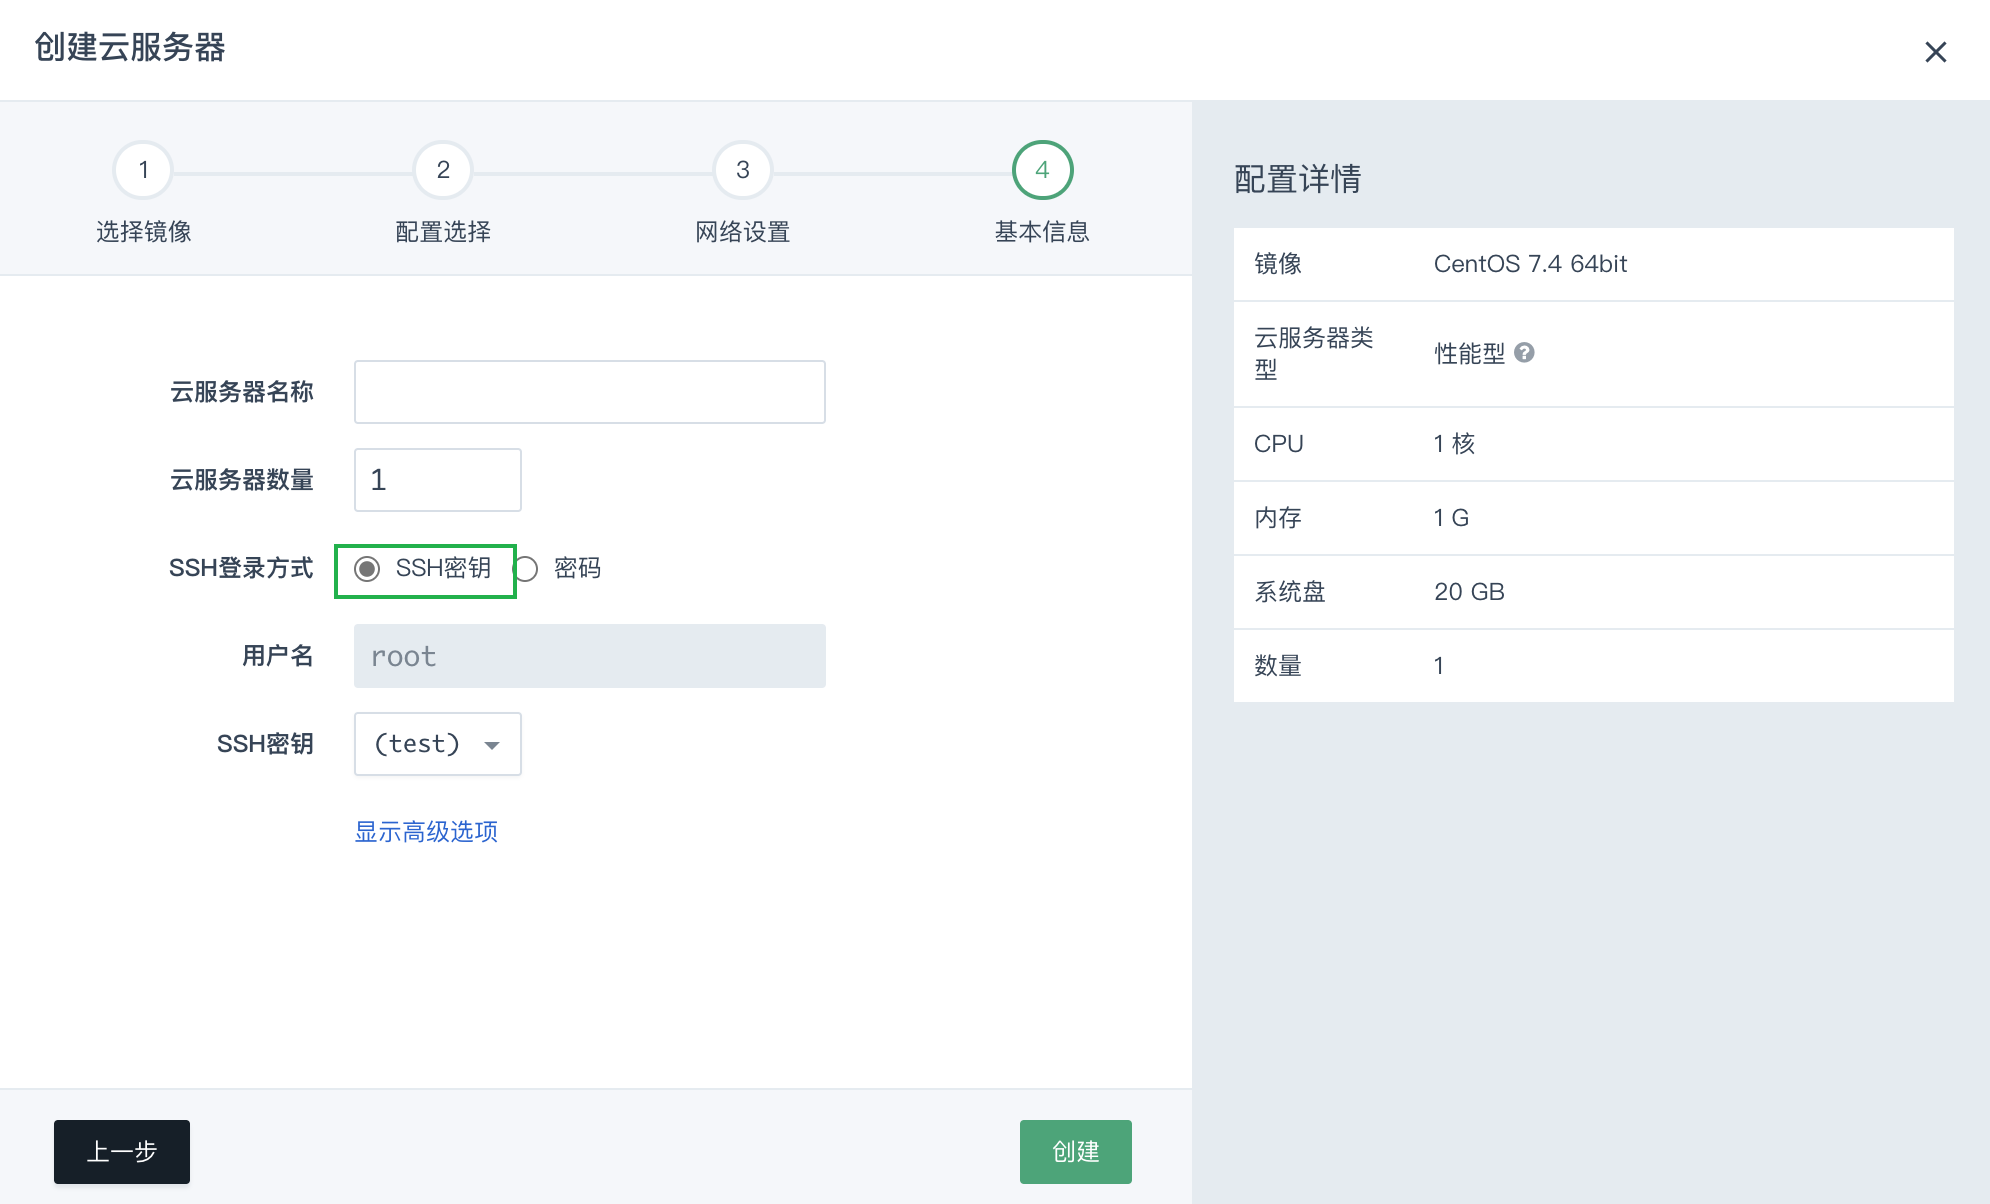 创建云服务器
1
2
3
4
选择镜像
配置选择
网络设置
基本信息
云服务器名称
云服务器数量
1
SSH登录方式
SSH密钥
密码
用户名
root
SSH密钥
(test)
显示高级选项
上一步
创建
配置详情
镜像
CentOS 7.4 64bit
云服务器类
型
性能型 ?
CPU
1 核
内存
1 G
系统盘
20 GB
数量
1